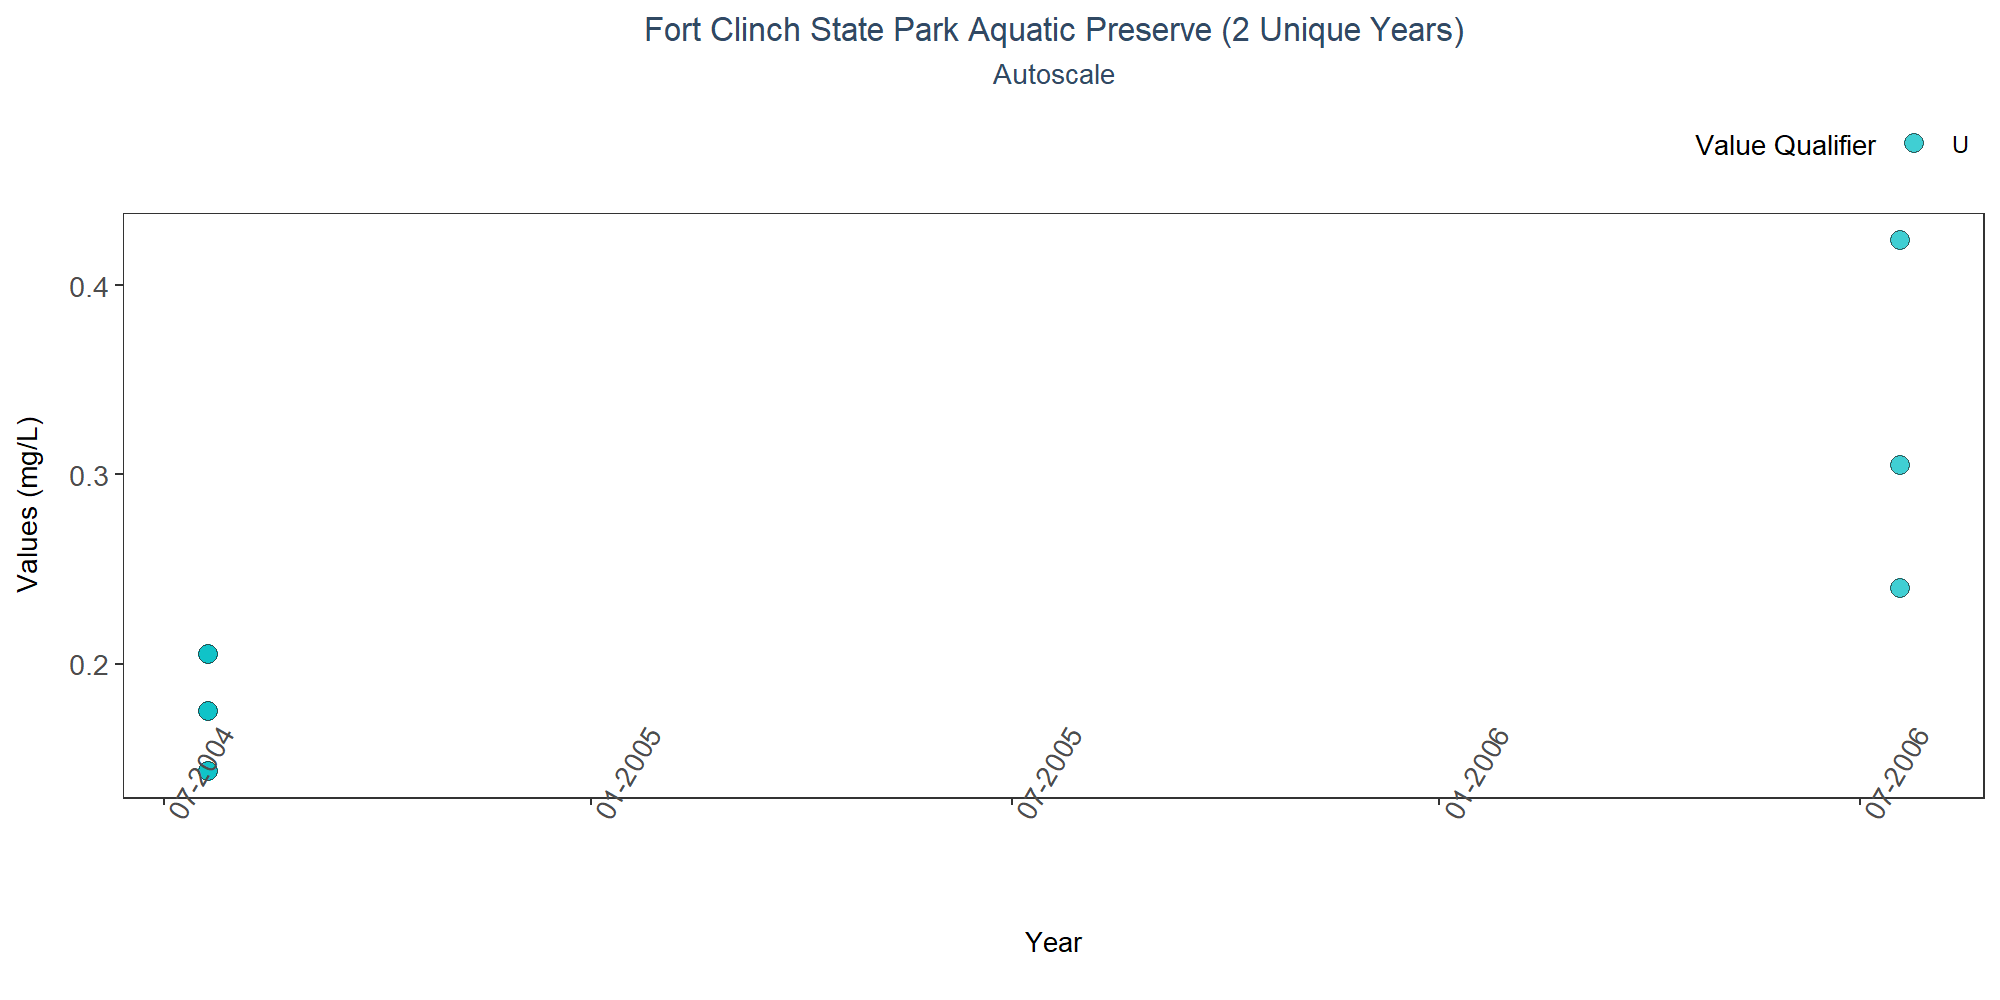 Fort Clinch State Park Aquatic Preserve (2 Unique Years)
Autoscale
Value Qualifier U
Values (mg/L)
0.4
0.3
0.2
07-2004
01-2005
07-2005
01-2006
07-2006
Year